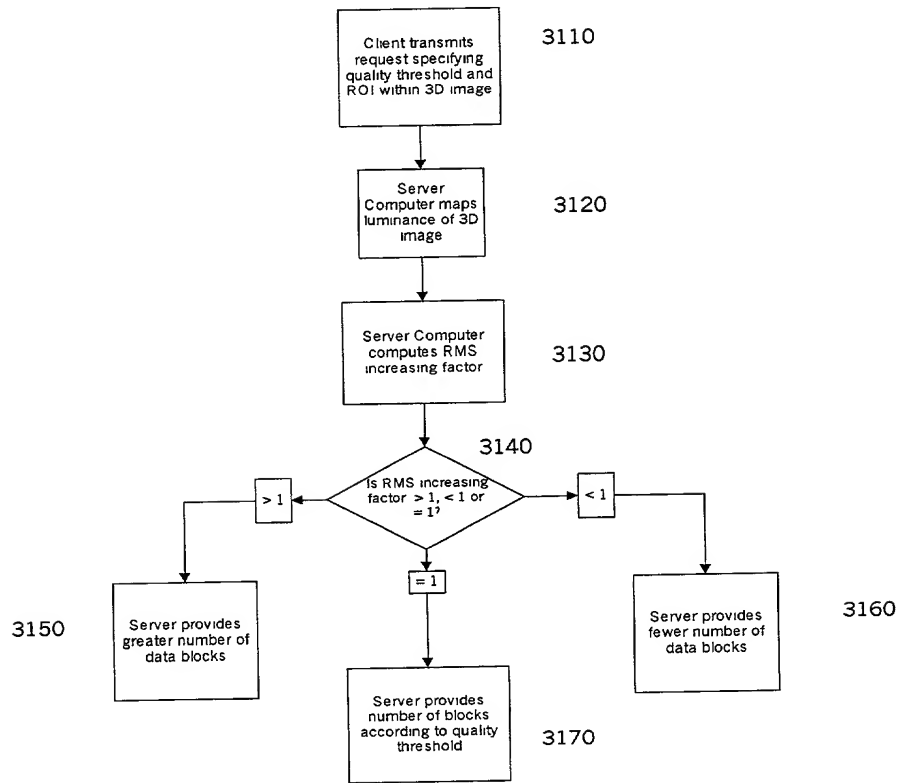 Client transmits
request specifying
quality threshold and
ROI within 3D image
3110
Server
Computer maps
luminance of 3D
image
3120
Server Computer
computes RMS
increasing factor
3130
3140
Is RMS increasing
factor > 1, < 1 or
= 1?
> 1
< 1
= 1
3150
Server provides
greater number of
data blocks
Server provides
fewer number of
data blocks
3160
Server provides
number of blocks
according to quality
threshold
3170